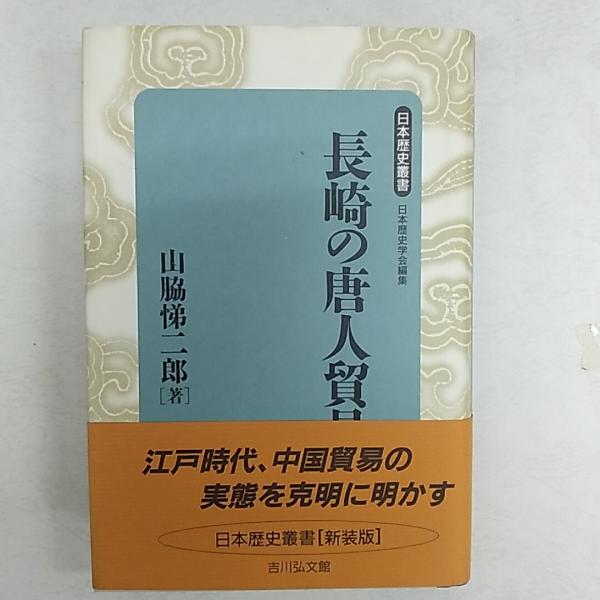 日本歴史叢書
日本歴史学会編集
長崎の唐人貿
山脇悌二郎
[著]
江戸時代、中国貿易の
実態を克明に明かす
日本歴史叢書[新装版]
吉川弘文館